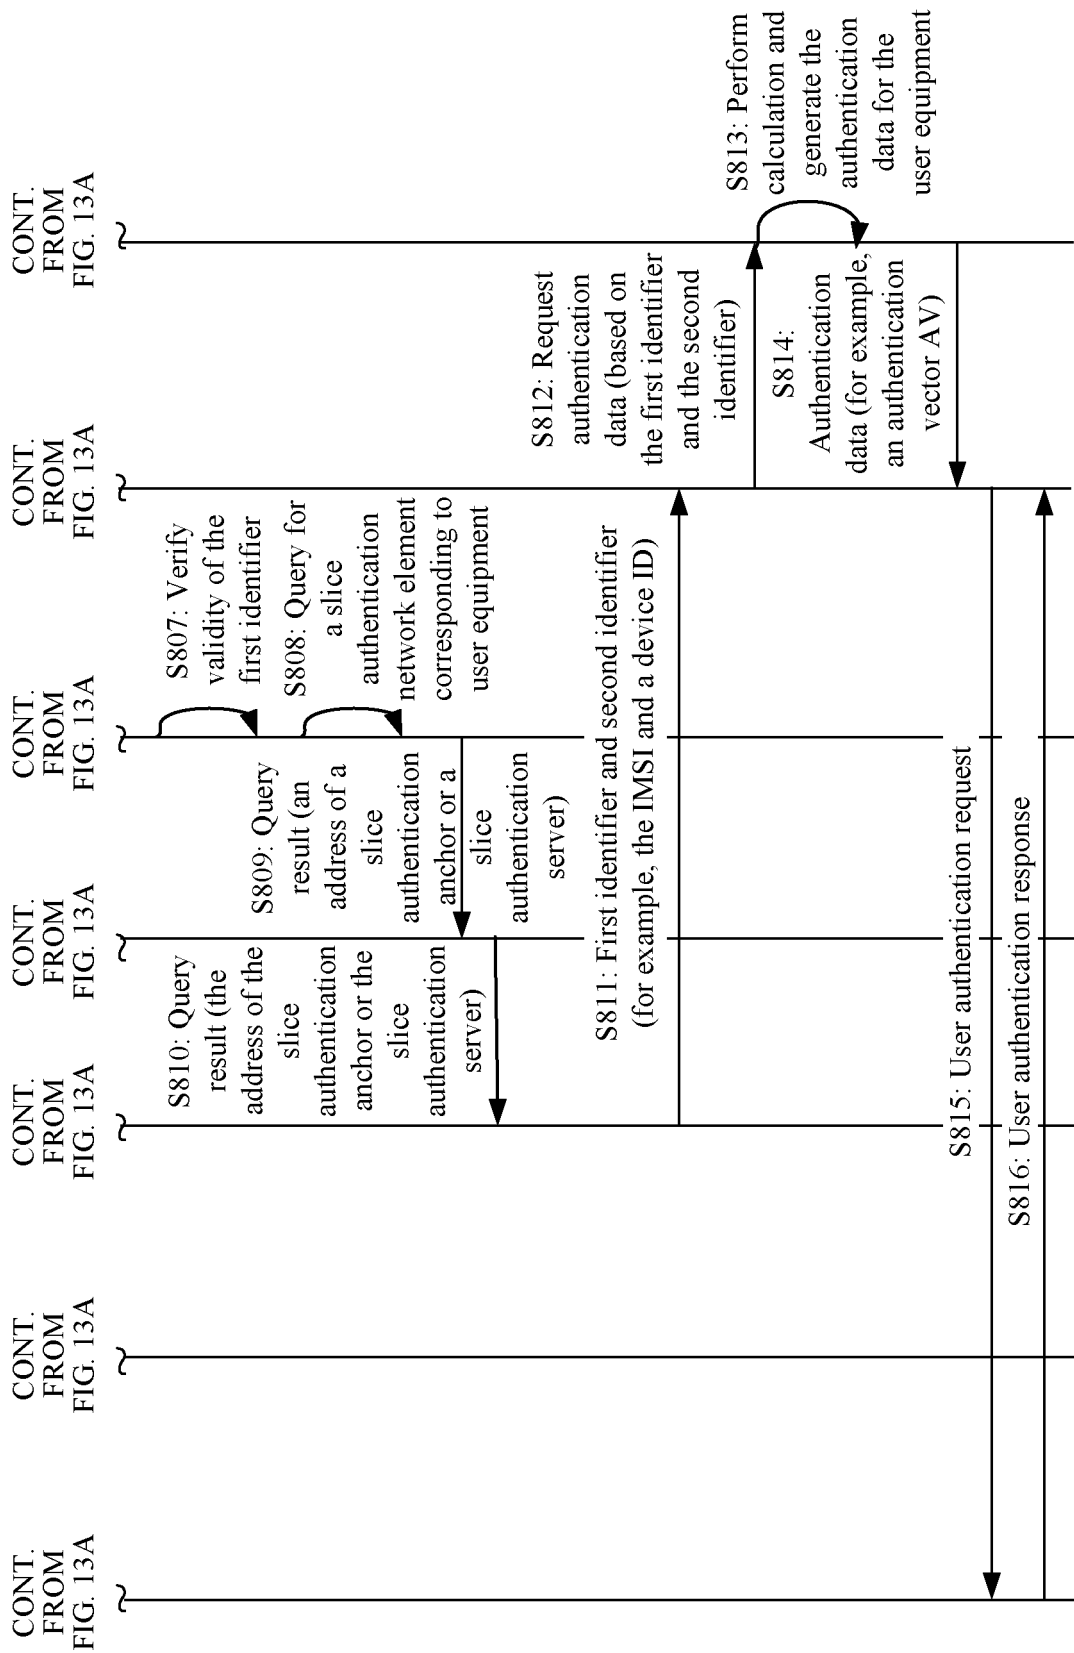 CONT.
FROM
FIG. 13A
CONT.
FROM
FIG. 13A
CONT.
FROM
FIG. 13A
CONT.
FROM
FIG. 13A
CONT.
FROM
FIG. 13A
CONT.
FROM
FIG. 13A
CONT.
FROM
FIG. 13A
S807: Verify
validity of the
first identifier
S808: Query for
a slice
authentication
network element
corresponding to
user equipment
S809: Query
result (an
address of a
slice
authentication
anchor or a
slice
authentication
server)
S810: Query
result (the
address of the
slice
authentication
anchor or the
slice
authentication
server)
S811: First identifier and second identifier
(for example, the IMSI and a device ID)
S812: Request
authentication
data (based on
the first identifier
and the second
identifier)
S813: Perform
calculation and
generate the
authentication
data for the
user equipment
S814:
Authentication
data (for example,
an authentication
vector AV)
S815: User authentication request
S816: User authentication response